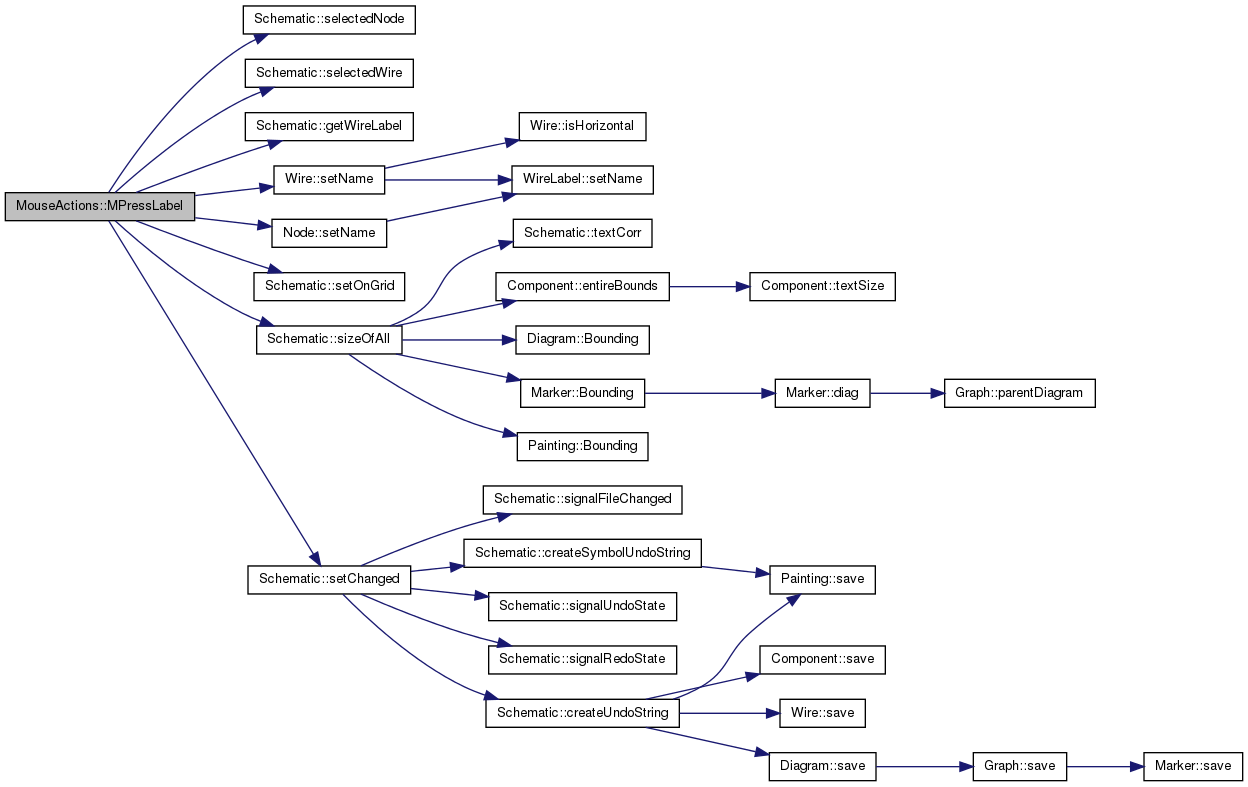 Schematic::selectedNode
Schematic::selectedWire
Schematic::getWireLabel
Wire::isHorizontal
Wire::setName
WireLabel::setName
MousActions::MPressLabel
Node::setName
Schematic::textCorr
Schematic::setOnGrid
Component::entireBounds
Component::textSize
Schematic::sizeOfAll
Diagram::Bounding
Marker::Bounding
Marker::diag
Graph::parentDiagram
Painting::Bounding
Schematic::signalFileChanged
Schematic::createSymbolUndoString
Schematic::setChanged
Painting::save
Schematic::signalUndoState
Schematic::signalRedoState
Component::save
Schematic::createUndoString
Wire::save
Diagram::save
Graph::save
Marker::save